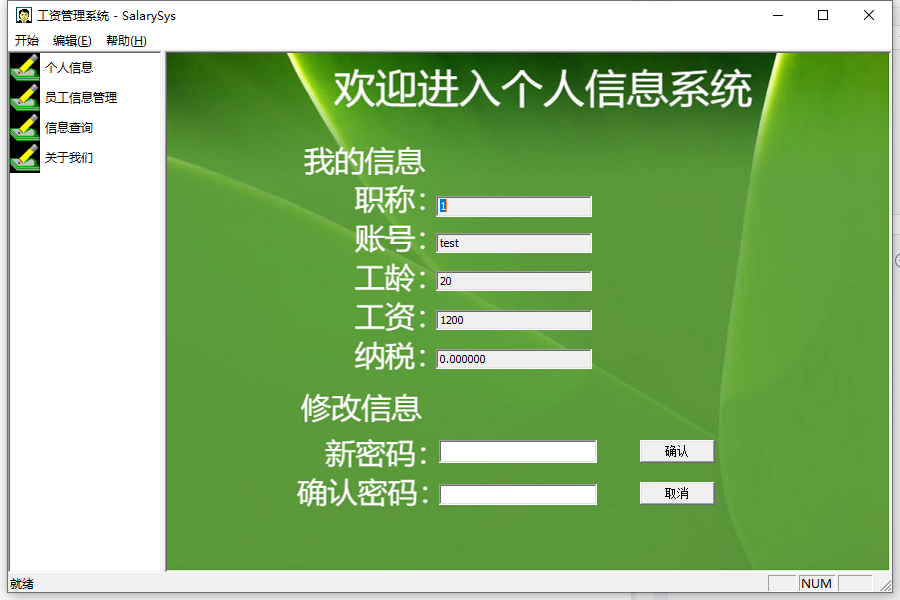 工资管理系统 - SalarySys
开始 编辑(E) 帮助(H)
个人信息
员工信息管理
信息查询
关于我们
欢迎进入个人信息系统
我的信息
职称： 1
账号： test
工龄： 20
工资： 1200
纳税： 0.000000
修改信息
新密码： 确认
确认密码： 取消
就绪 NUM